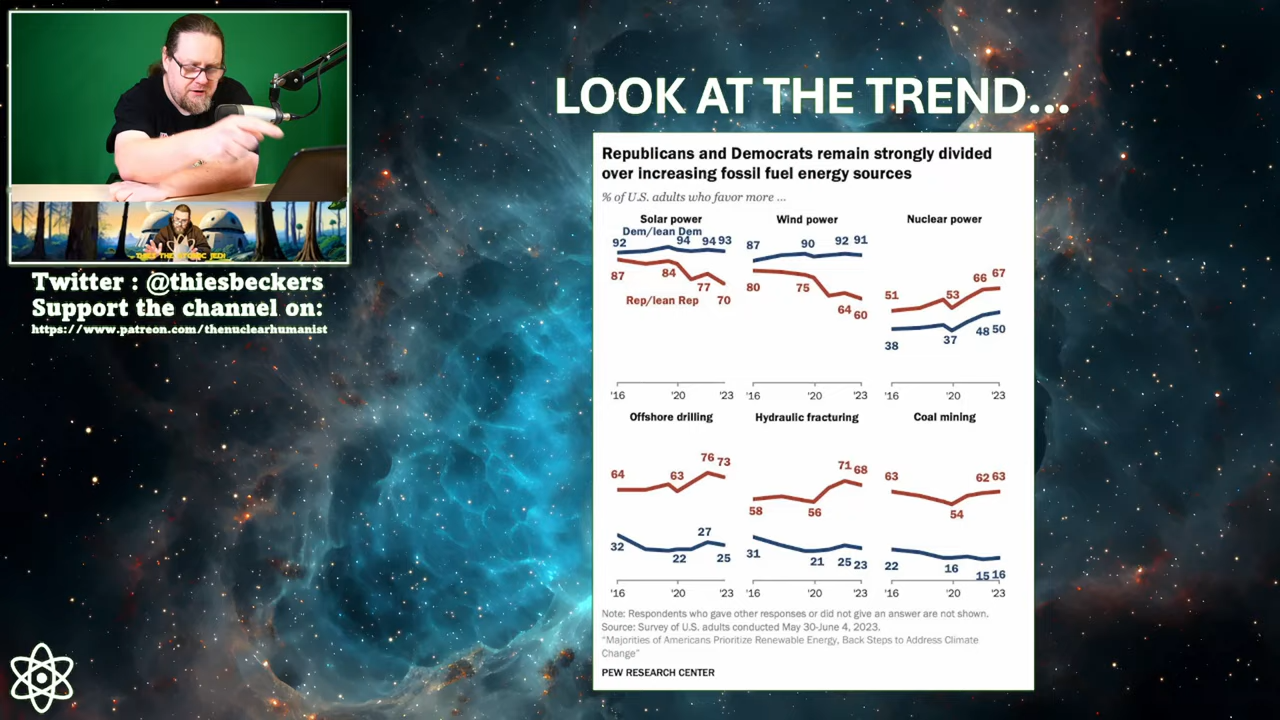 LOOK AT THE TREND...
Twitter : @thiesbeckers
Support the channel on:
https://www.patreon.com/thenuclearhumanist
THIES THE ATOMIC JEDI
Republicans and Democrats remain strongly divided
over increasing fossil fuel energy sources
% of U.S. adults who favor more ...
Solar power
Dem/lean Dem
92 94 94 93
87 84 77 70
Rep/lean Rep
'16 '20 '23
Wind power
87 90 92 91
80 75 64 60
'16 '20 '23
Nuclear power
51 53 66 67
38 37 48 50
'16 '20 '23
Offshore drilling
64 63 76 73
32 22 27 25
'16 '20 '23
Hydraulic fracturing
58 56 71 68
31 21 25 23
'16 '20 '23
Coal mining
63 54 62 63
22 16 15 16
'16 '20 '23
Note: Respondents who gave other responses or did not give an answer are not shown.
Source: Survey of U.S. adults conducted May 30-June 4, 2023.
"Majorities of Americans Prioritize Renewable Energy, Back Steps to Address Climate
Change"
PEW RESEARCH CENTER